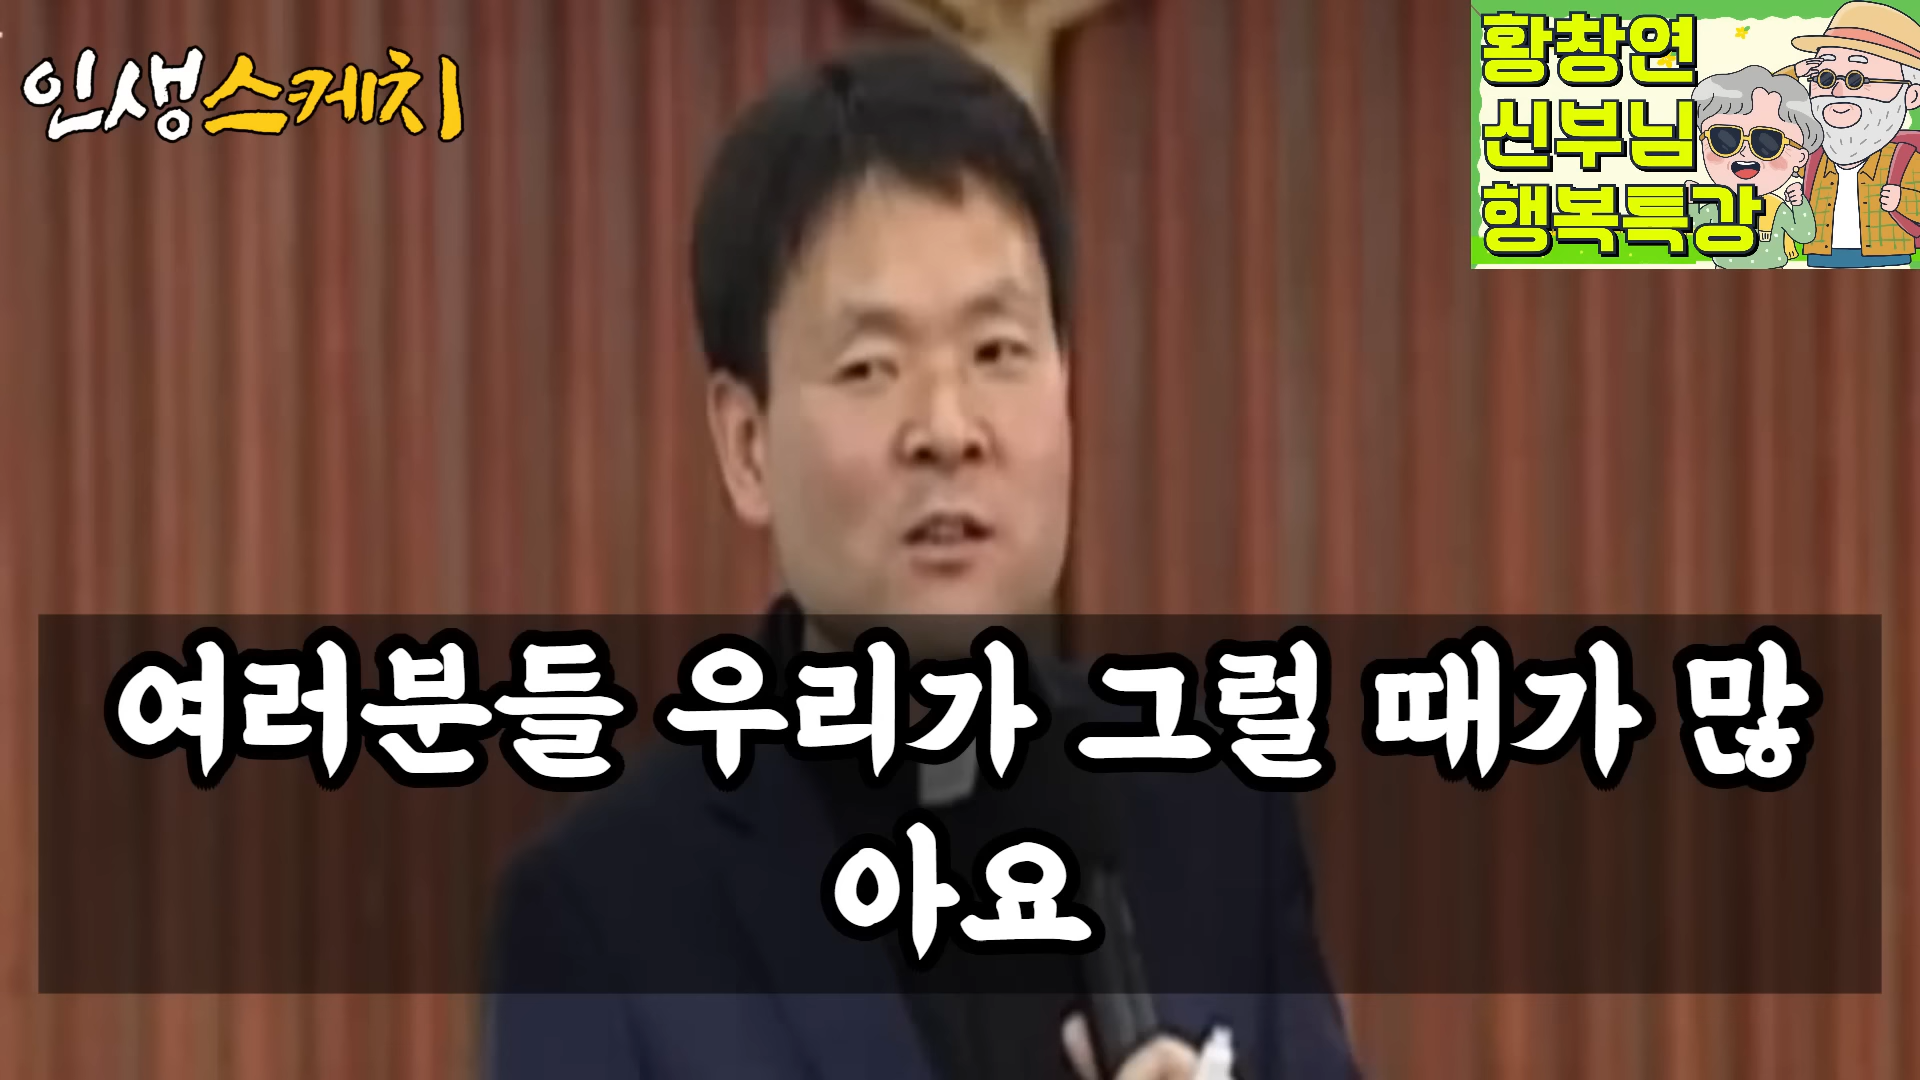 인생스케치
황창연
신부님
행복특강
여러분들 우리가 그럴 때가 많
아요